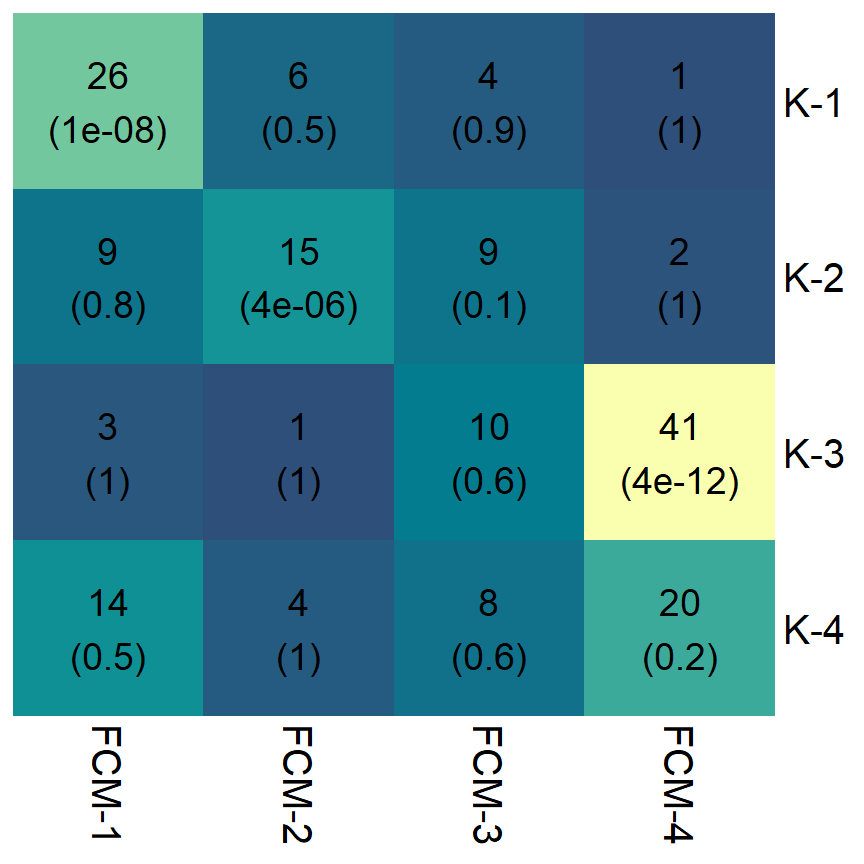 26 6 4 1
(1e-08) (0.5) (0.9) (1)
K-1
9 15 9 2
(0.8) (4e-06) (0.1) (1)
K-2
3 1 10 41
(1) (1) (0.6) (4e-12)
K-3
14 4 8 20
(0.5) (1) (0.6) (0.2)
K-4
FCM-1
FCM-2
FCM-3
FCM-4